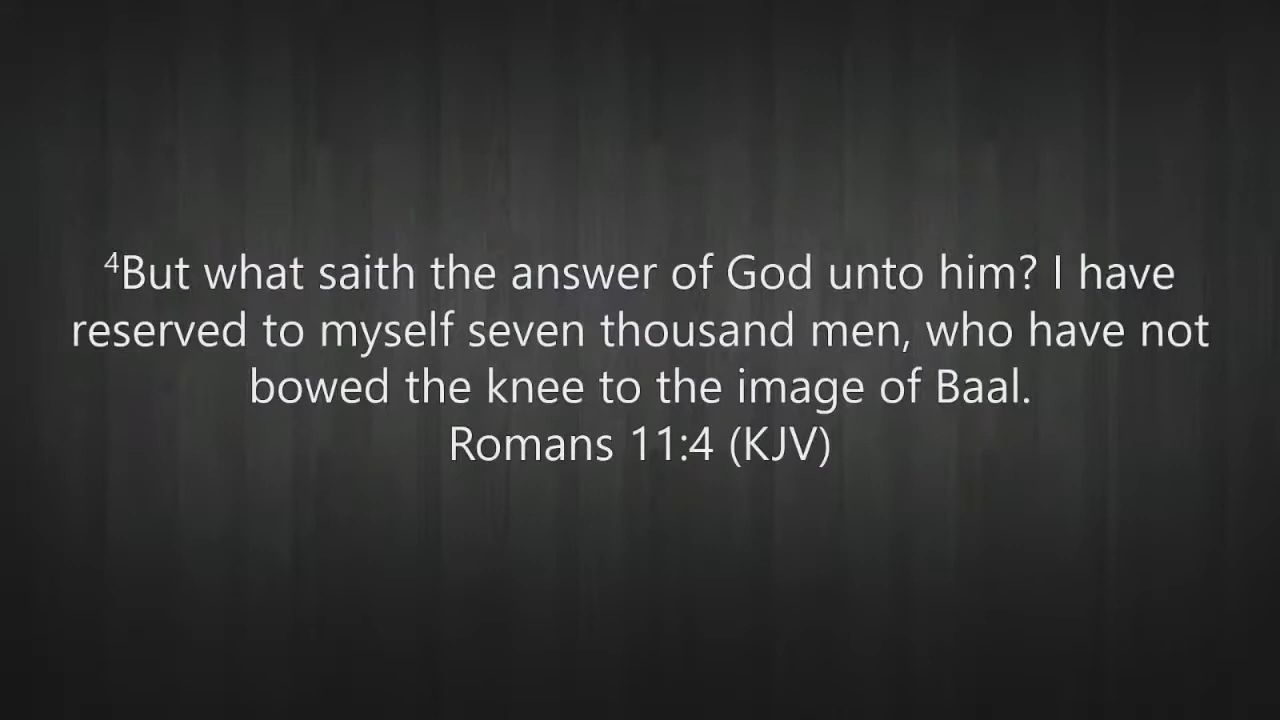 ⁴But what saith the answer of God unto him? I have
reserved to myself seven thousand men, who have not
bowed the knee to the image of Baal.
Romans 11:4 (KJV)